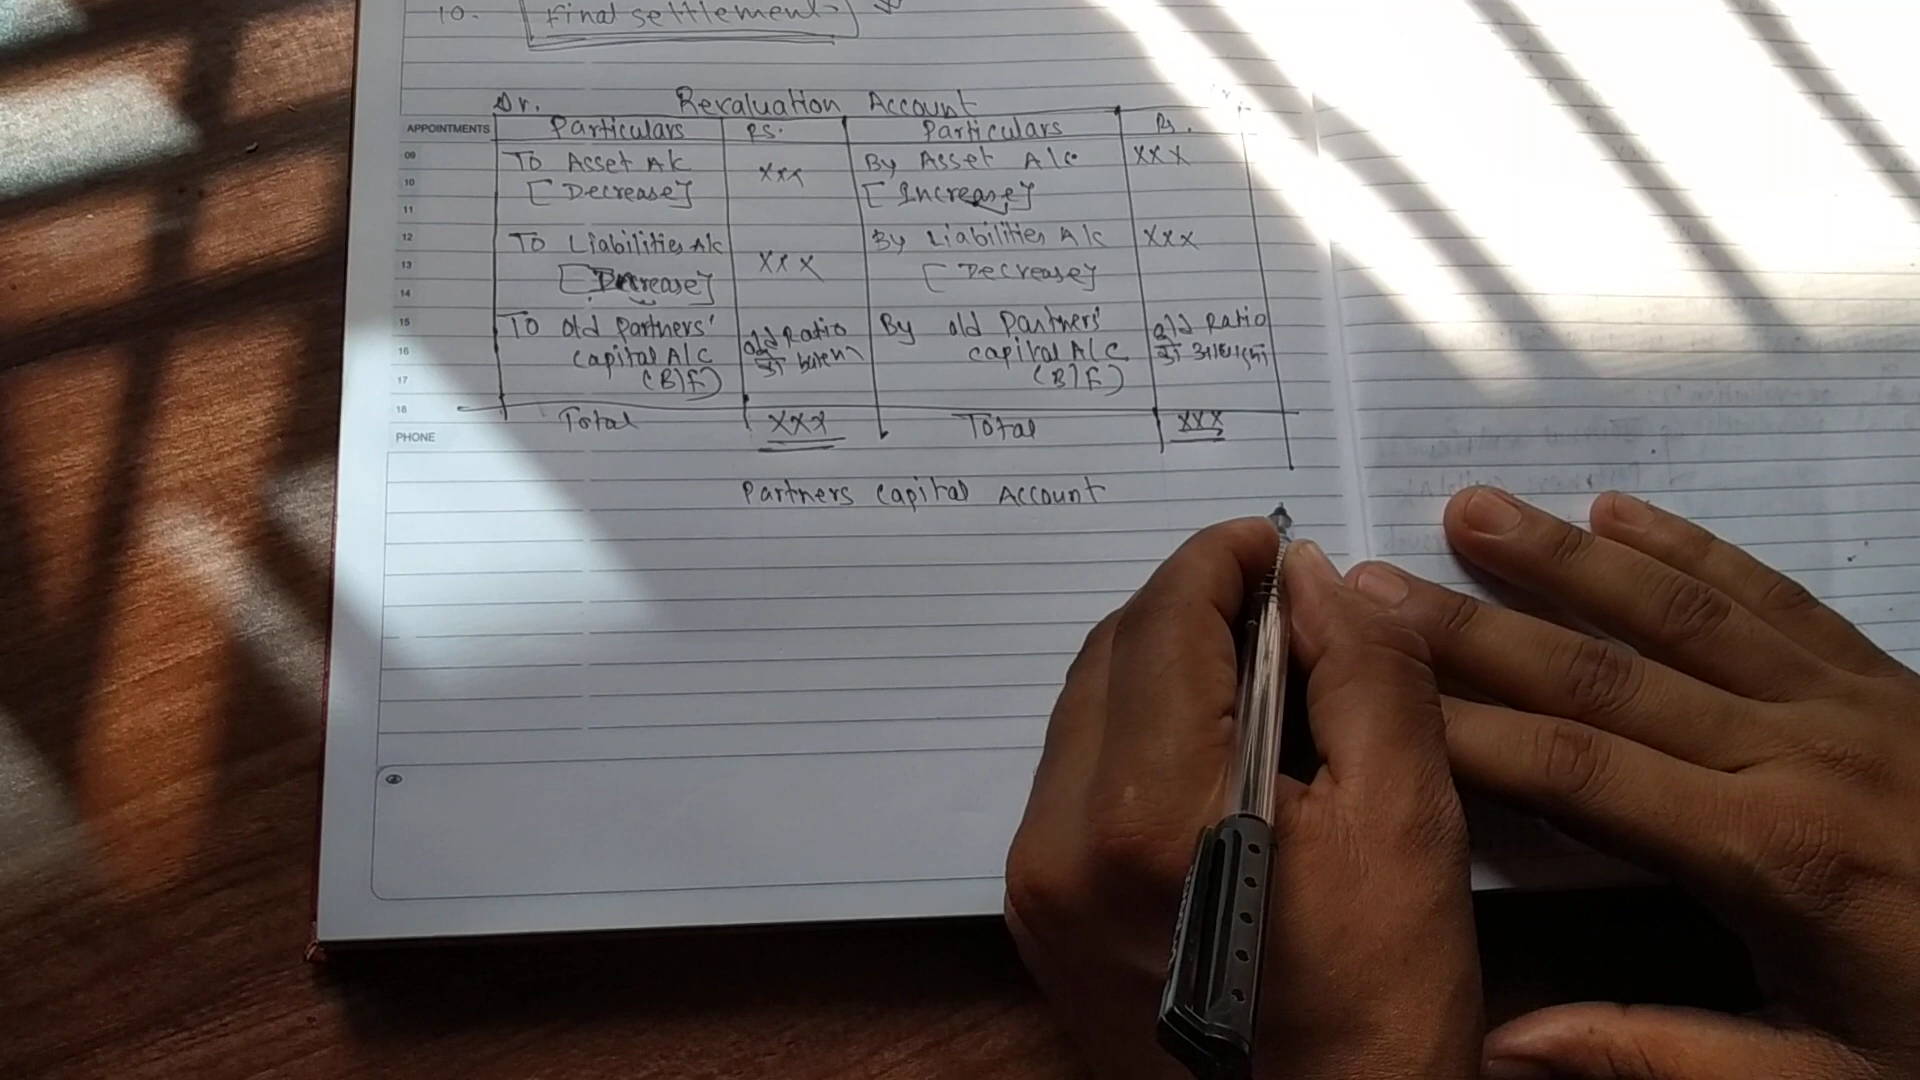 10. Final settlement
Dr. Revaluation Account
APPOINTMENTS Particulars Rs. Particulars Rs.
09 To Asset A/c xxx By Asset A/c xxx
10 [Decrease] [Increase]
11
12 To Liabilities A/c xxx By Liabilities A/c xxx
13 [Increase] [Decrease]
14
15 To old partners' old Ratio By old partners' old Ratio
16 capital A/c capital A/c
17 (B/F) (B/F)
18 Total xxx Total xxx
PHONE
Partners capital Account